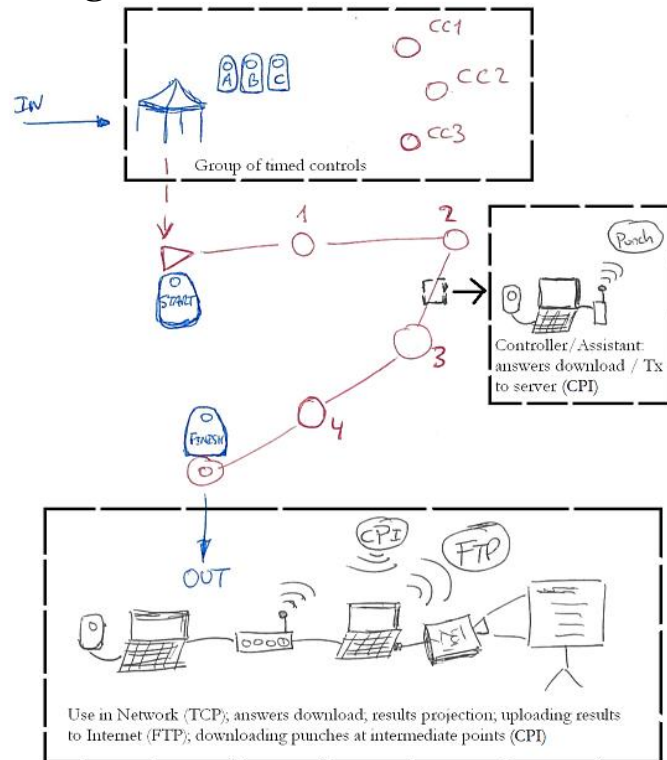 CC1
A B C
CC2
IN
CC3
Group of timed controls
1
2
START
Punch
Controller/Assistant:
answers download / Tx
to server (CPI)
3
4
FINISH
CPI
FTP
OUT
Use in Network (TCP); answers download; results projection; uploading results
to Internet (FTP); downloading punches at intermediate points (CPI)